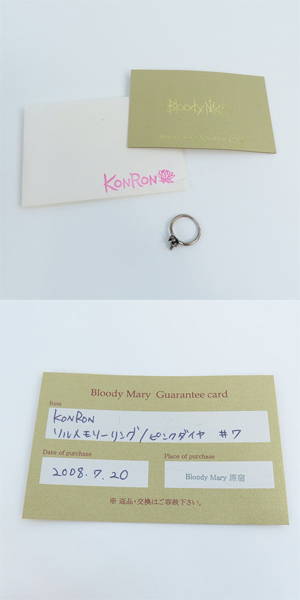 Bloody Mary
KONRON
Bloody Mary Guarantee card
Item
KONRON
ソルトモリーリング/ピンクダイヤ #7
Date of purchase
Place of purchase
2008.7.20
Bloody Mary 原宿
※ 返品・交換はご容赦下さい。